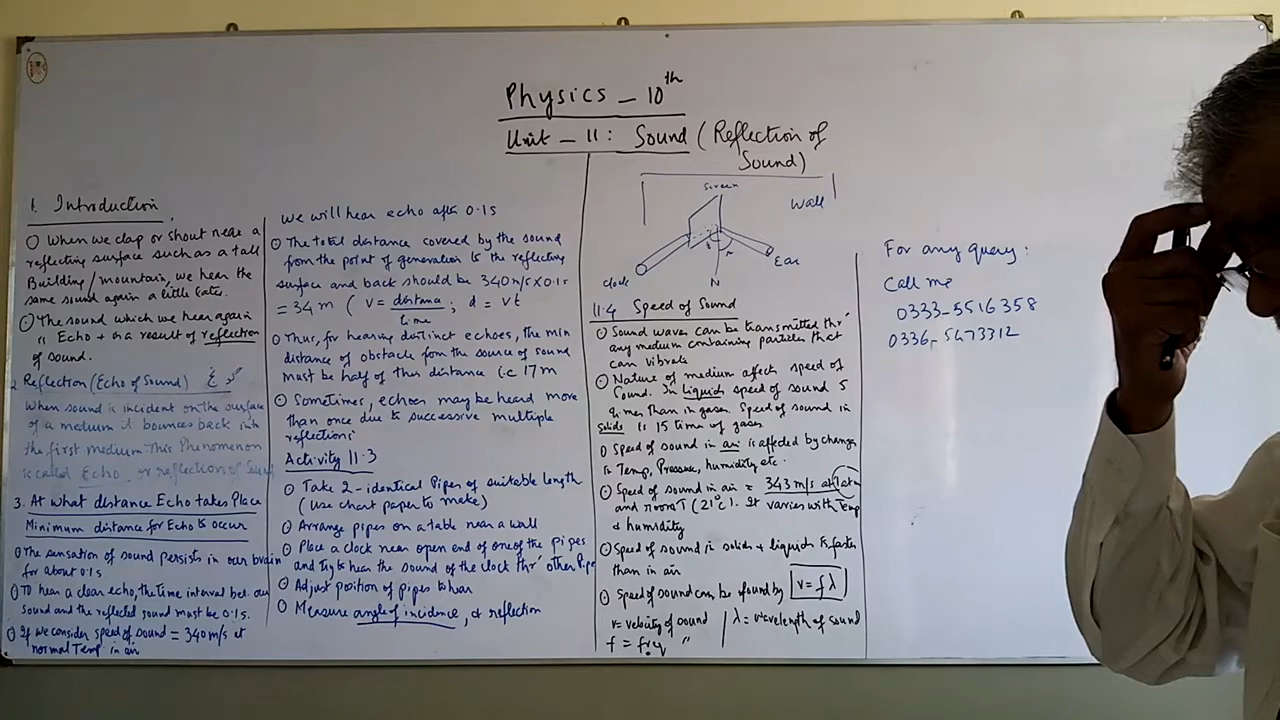 Physics - 10th
Unit - 11: Sound (Reflection of
Sound)
1. Introduction
When we clap or shout near a
reflecting surface such as a tall
Building/mountain, we hear the
same sound again a little later.
The sound which we hear again
is Echo + is a result of reflection
of sound.
2. Reflection (Echo of Sound)
When sound is incident on the surface
of a medium it bounces back into
the first medium. This Phenomenon
is called Echo or reflection of Sound
3. At what distance Echo takes Place
Minimum distance for Echo to occur
The sensation of sound persists in our brain
for about 0.1s
To hear a clear echo, the Time interval bet. our
sound and the reflected sound must be 0.1s.
If we consider speed of sound = 340 m/s at
normal Temp in air
we will hear echo after 0.1s
The total distance covered by the sound
from the point of generation to the reflecting
surface and back should be 340 m/s x 0.1s
= 34 m ( v = distance / time ; d = vt
Thus, for hearing distinct echoes, the min
distance of obstacle from the source of sound
must be half of this distance i.e 17 m
Sometimes, echoes may be heard more
than once due to successive multiple
reflections
Activity 11.3
Take 2-identical Pipes of suitable length
(Use chart paper to make)
Arrange pipes on a table near a wall
Place a clock near open end of one of the pipes
and Try to hear the sound of the clock thr' other Pipe
Adjust position of pipes to hear
Measure angle of incidence, & reflection
Screen
Wall
i
r
Ear
clock
N
11.4 Speed of Sound
Sound waves can be transmitted thr'
any medium containing particles that
can vibrate
Nature of medium affect speed of
Sound. In Liquids speed of sound 5
times than in gases. Speed of sound in
Solids is 15 times of gases
Speed of sound in air is affected by changes
in Temp, Pressure, humidity etc.
Speed of sound in air = 343 m/s at 1 atm
and room T (21°C). It varies with Temp
& humidity
Speed of sound in solids + liquids is faster
than in air
Speed of sound can be found by v = fλ
v = velocity of sound
λ = wavelength of sound
f = freq "
For any query:
Call me
0333-5516358
0336-5473312